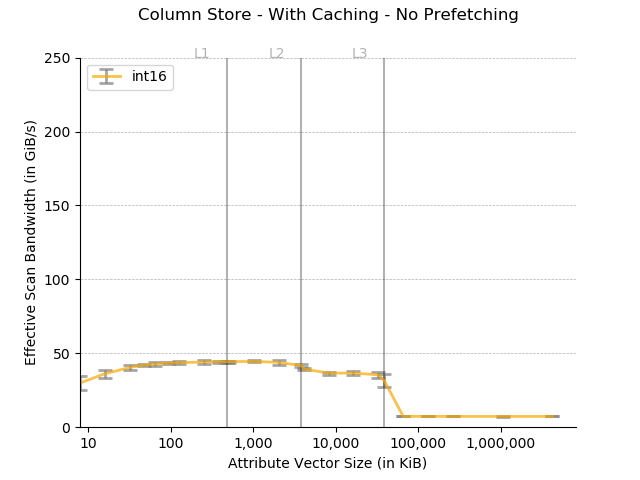 Column Store - With Caching - No Prefetching
L1 L2 L3
int16
Effective Scan Bandwidth (in GiB/s)
250
200
150
100
50
0
10 100 1,000 10,000 100,000 1,000,000
Attribute Vector Size (in KiB)